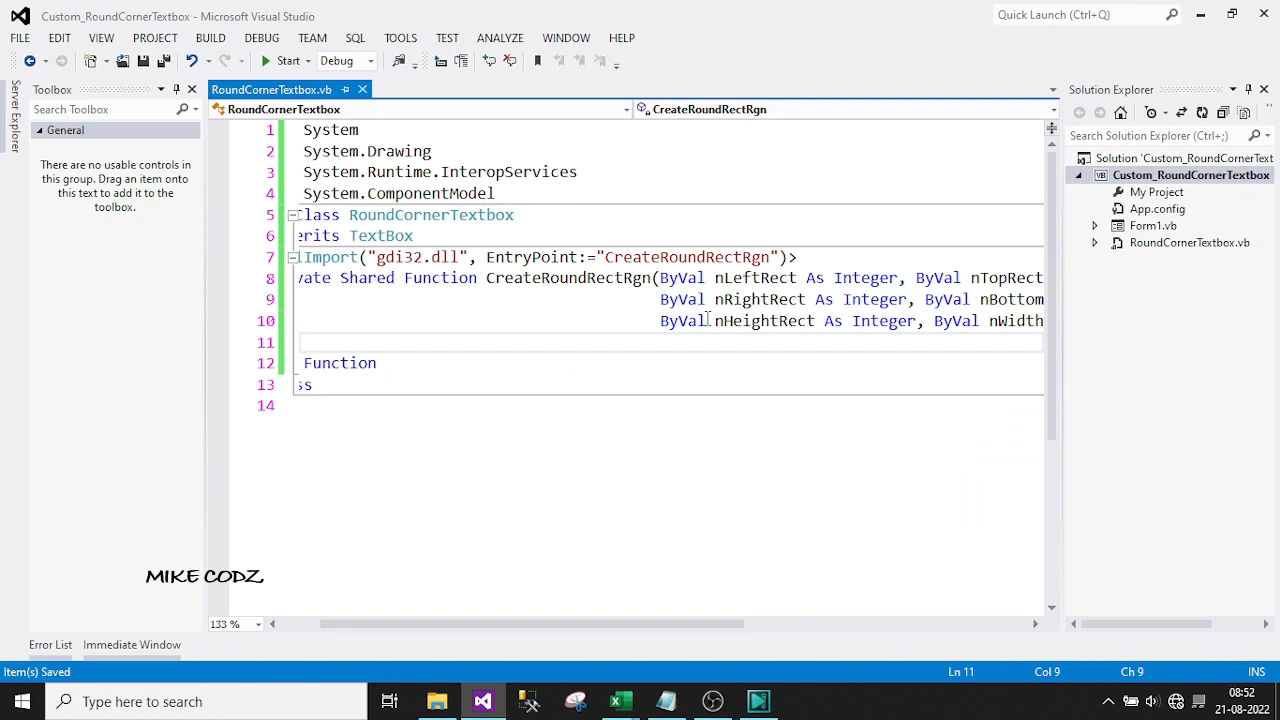 Custom_RoundCornerTextbox - Microsoft Visual Studio
Quick Launch (Ctrl+Q)
FILE EDIT VIEW PROJECT BUILD DEBUG TEAM SQL TOOLS TEST ANALYZE WINDOW HELP
Start Debug
Server Explorer
Toolbox
Search Toolbox
General
There are no usable controls in
this group. Drag an item onto
this text to add it to the
toolbox.
RoundCornerTextbox.vb
RoundCornerTextbox CreateRoundRectRgn
1 System
2 System.Drawing
3 System.Runtime.InteropServices
4 System.ComponentModel
5 Class RoundCornerTextbox
6 erits TextBox
7 lImport("gdi32.dll", EntryPoint:="CreateRoundRectRgn")>
8 vate Shared Function CreateRoundRectRgn(ByVal nLeftRect As Integer, ByVal nTopRect
9 ByVal nRightRect As Integer, ByVal nBottom
10 ByVal nHeightRect As Integer, ByVal nWidth
11
12 Function
13 ss
14
MIKE CODZ,
133 %
Solution Explorer
Search Solution Explorer (Ctrl+;)
Solution 'Custom_RoundCornerText
Custom_RoundCornerTextbox
My Project
App.config
Form1.vb
RoundCornerTextbox.vb
Error List Immediate Window
Item(s) Saved Ln 11 Col 9 Ch 9 INS
Type here to search
08:52
21-08-2022